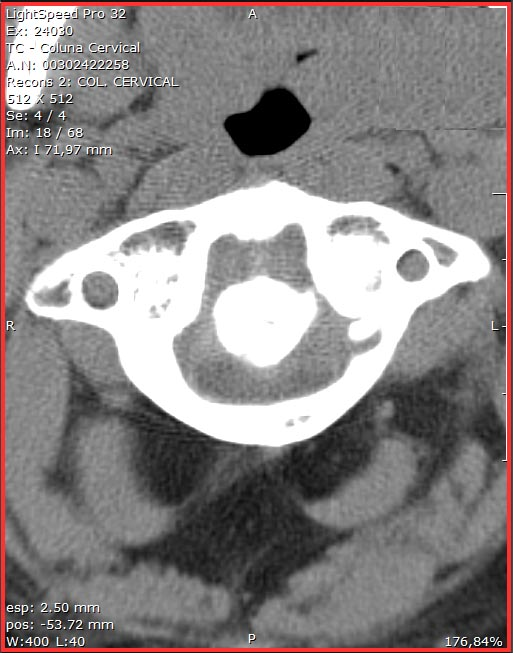 LightSpeed Pro 32
A
Ex: 24030
TC - Coluna Cervical
A.N: 00302422258
Recons 2: COL. CERVICAL
512 X 512
Se: 4 / 4
Im: 18 / 68
Ax: I 71,97 mm
R
L
esp: 2.50 mm
pos: -53.72 mm
W:400 L:40
P
176,84%